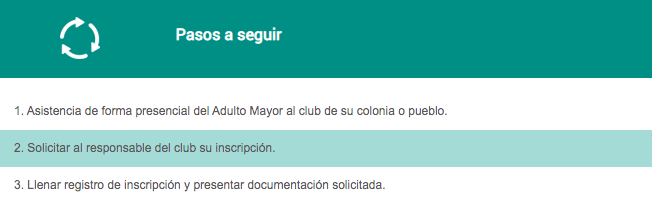 Pasos a seguir
1. Asistencia de forma presencial del Adulto Mayor al club de su colonia o pueblo.
2. Solicitar al responsable del club su inscripción.
3. Llenar registro de inscripción y presentar documentación solicitada.